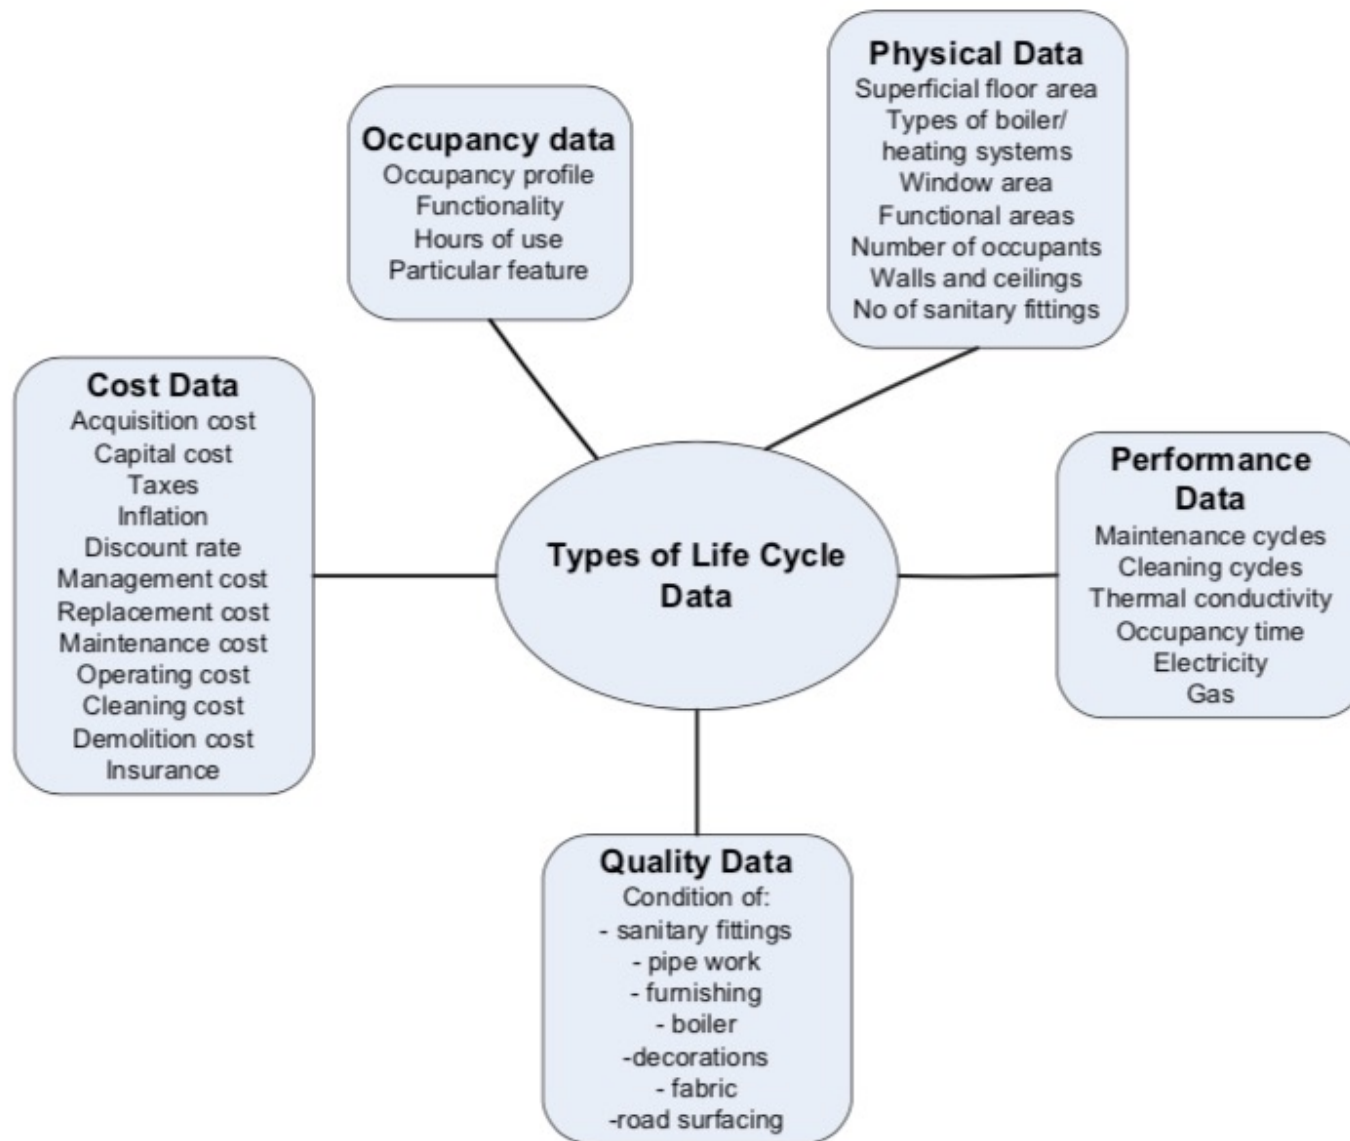 Physical Data
Superficial floor area
Types of boiler/
heating systems
Window area
Functional areas
Number of occupants
Walls and ceilings
No of sanitary fittings
Occupancy data
Occupancy profile
Functionality
Hours of use
Particular feature
Cost Data
Acquisition cost
Capital cost
Taxes
Inflation
Discount rate
Management cost
Replacement cost
Maintenance cost
Operating cost
Cleaning cost
Demolition cost
Insurance
Types of Life Cycle
Data
Performance
Data
Maintenance cycles
Cleaning cycles
Thermal conductivity
Occupancy time
Electricity
Gas
Quality Data
Condition of:
- sanitary fittings
- pipe work
- furnishing
- boiler
-decorations
- fabric
-road surfacing